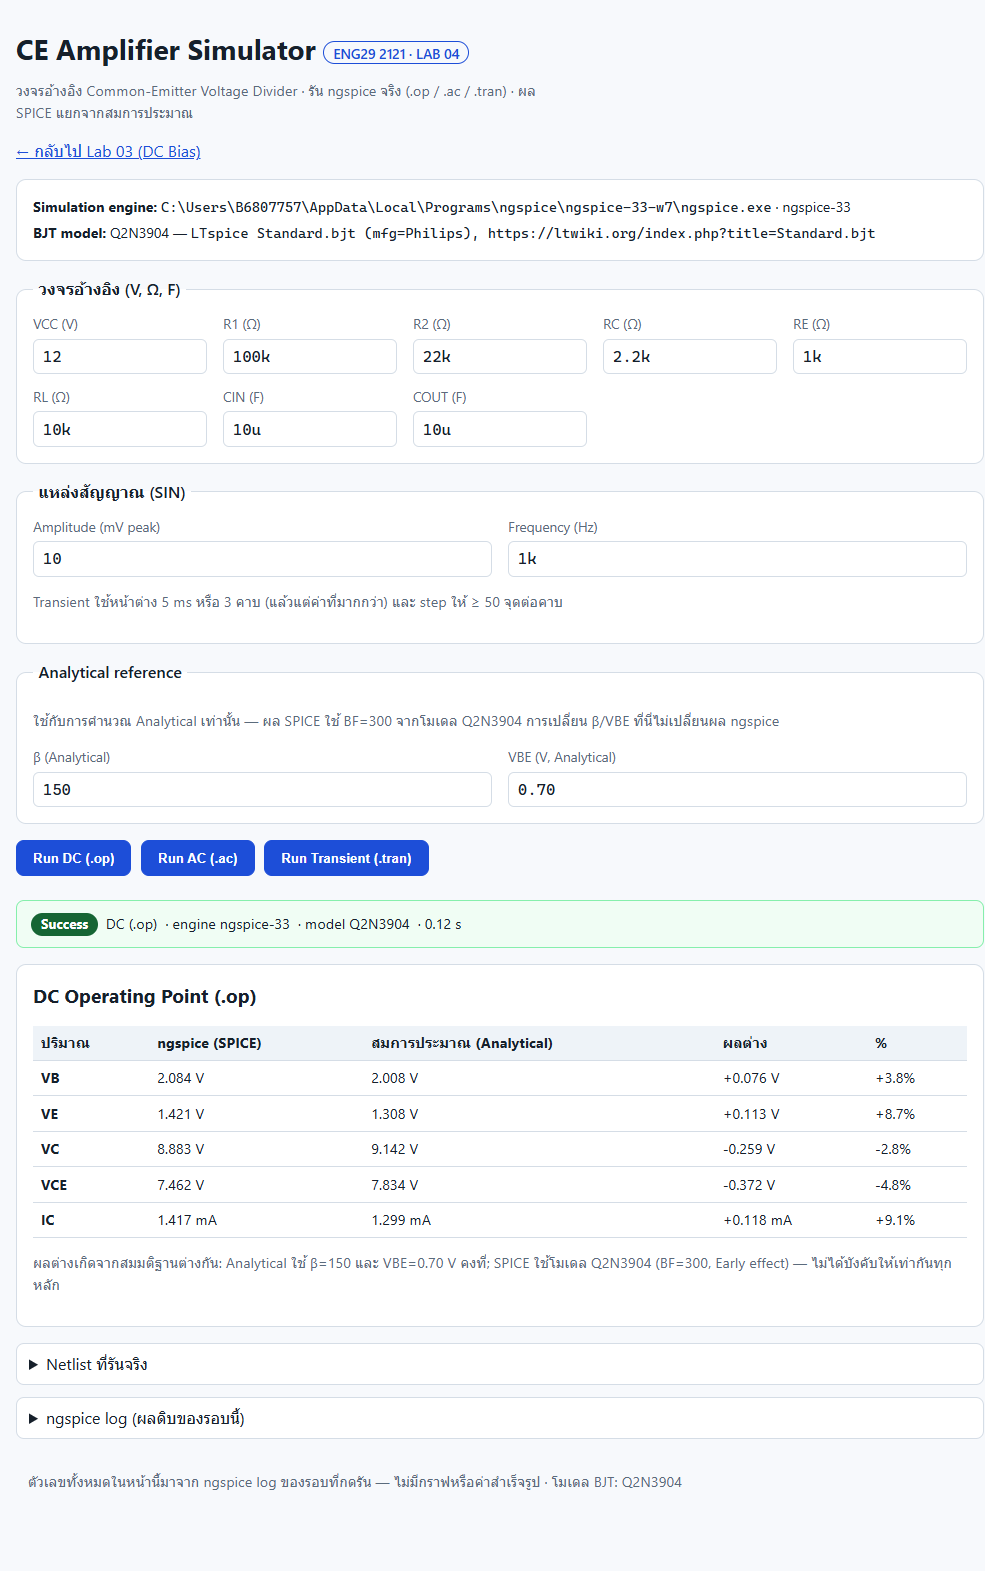 CE Amplifier Simulator ENG29 2121 · LAB 04
วงจรอ้างอิง Common-Emitter Voltage Divider · รัน ngspice จริง (.op / .ac / .tran) · ผล
SPICE แยกจากสมการประมาณ
← กลับไป Lab 03 (DC Bias)
Simulation engine: C:\Users\B6807757\AppData\Local\Programs\ngspice\ngspice-33-w7\ngspice.exe · ngspice-33
BJT model: Q2N3904 — LTspice Standard.bjt (mfg=Philips), https://ltwiki.org/index.php?title=Standard.bjt
วงจรอ้างอิง (V, Ω, F)
VCC (V) R1 (Ω) R2 (Ω) RC (Ω) RE (Ω)
12 100k 22k 2.2k 1k
RL (Ω) CIN (F) COUT (F)
10k 10u 10u
แหล่งสัญญาณ (SIN)
Amplitude (mV peak) Frequency (Hz)
10 1k
Transient ใช้หน้าต่าง 5 ms หรือ 3 คาบ (แล้วแต่ค่าที่มากกว่า) และ step ให้ ≥ 50 จุดต่อคาบ
Analytical reference
ใช้กับการคำนวณ Analytical เท่านั้น — ผล SPICE ใช้ BF=300 จากโมเดล Q2N3904 การเปลี่ยน β/VBE ที่นี่ไม่เปลี่ยนผล ngspice
β (Analytical) VBE (V, Analytical)
150 0.70
Run DC (.op) Run AC (.ac) Run Transient (.tran)
Success DC (.op) · engine ngspice-33 · model Q2N3904 · 0.12 s
DC Operating Point (.op)
ปริมาณ ngspice (SPICE) สมการประมาณ (Analytical) ผลต่าง %
VB 2.084 V 2.008 V +0.076 V +3.8%
VE 1.421 V 1.308 V +0.113 V +8.7%
VC 8.883 V 9.142 V -0.259 V -2.8%
VCE 7.462 V 7.834 V -0.372 V -4.8%
IC 1.417 mA 1.299 mA +0.118 mA +9.1%
ผลต่างเกิดจากสมมติฐานต่างกัน: Analytical ใช้ β=150 และ VBE=0.70 V คงที่; SPICE ใช้โมเดล Q2N3904 (BF=300, Early effect) — ไม่ได้บังคับให้เท่ากันทุก
หลัก
▶ Netlist ที่รันจริง
▶ ngspice log (ผลดิบของรอบนี้)
ตัวเลขทั้งหมดในหน้านี้มาจาก ngspice log ของรอบที่กดรัน — ไม่มีกราฟหรือค่าสำเร็จรูป · โมเดล BJT: Q2N3904